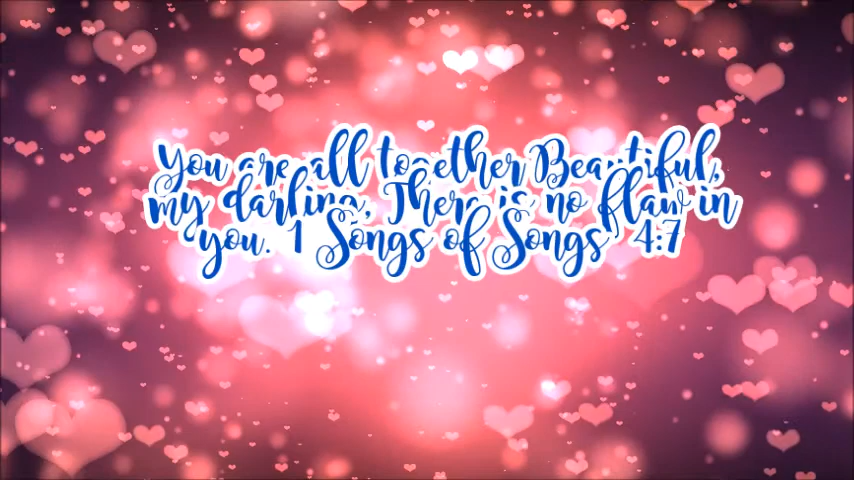 You are all together Beautiful,
my darling, There is no flaw in
you. 1 Songs of Songs 4:7